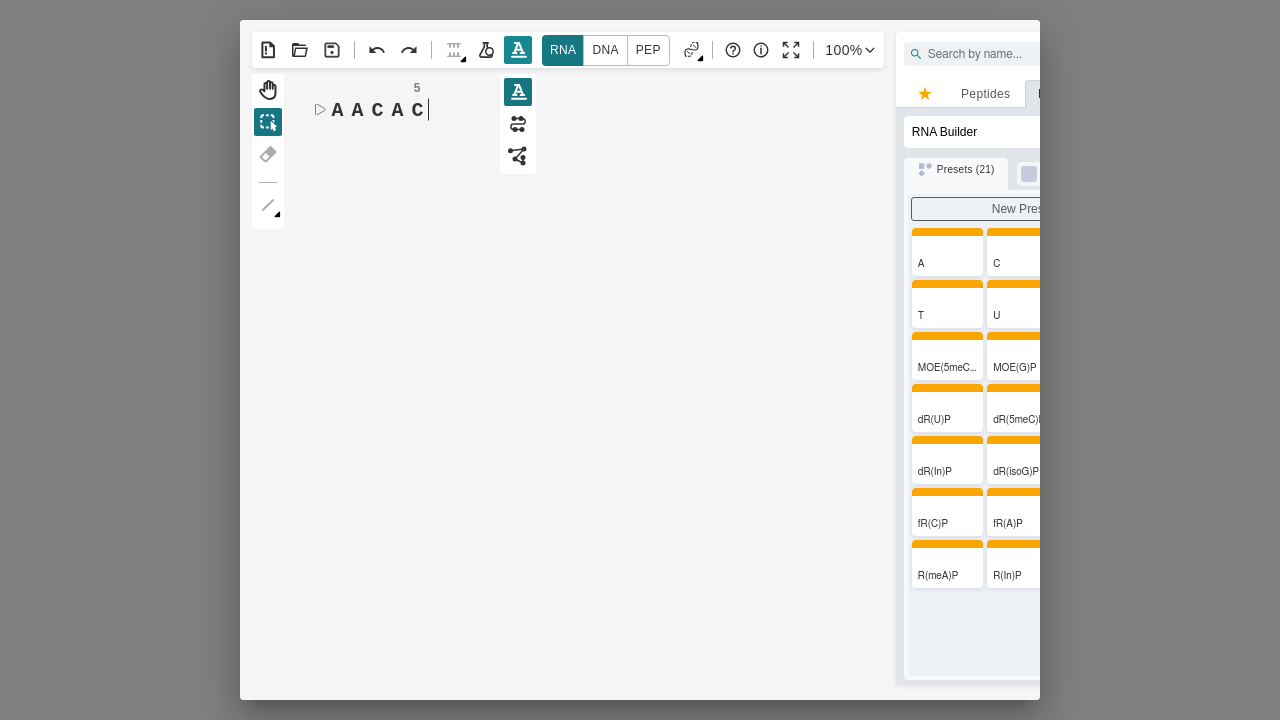 RNA DNA PEP 100%
Search by name...
5
A A C A C
Peptides
RNA Builder
Presets (21)
New Pres
A C
T U
MOE(5meC... MOE(G)P
dR(U)P dR(5meC)
dR(In)P dR(isoG)P
fR(C)P fR(A)P
R(meA)P R(In)P